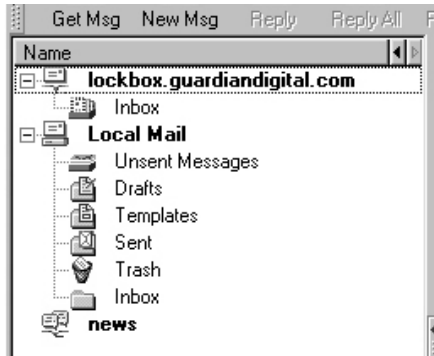 Get Msg New Msg Reply Reply All
Name
lockbox.guardiandigital.com
Inbox
Local Mail
Unsent Messages
Drafts
Templates
Sent
Trash
Inbox
news